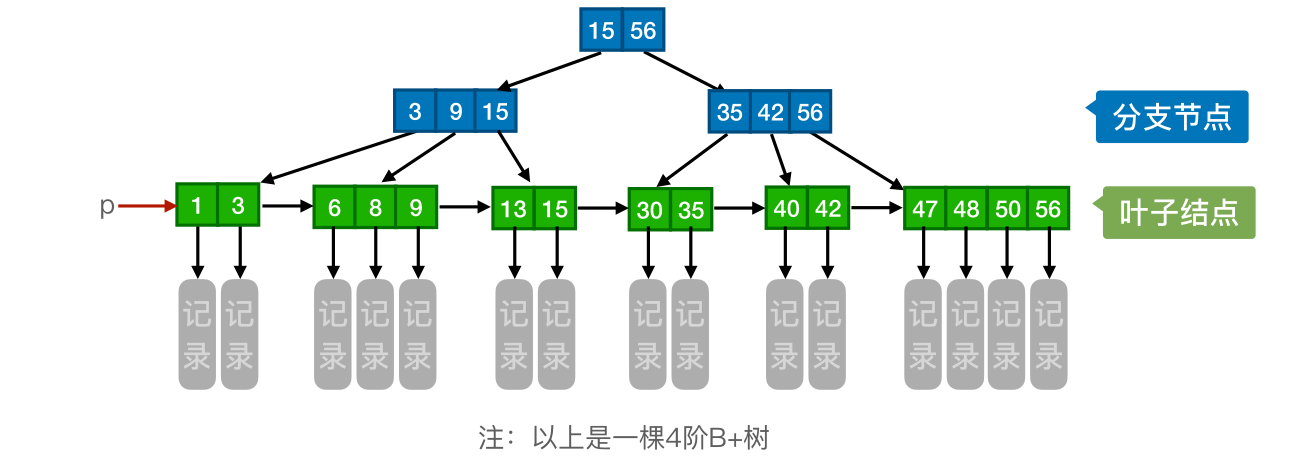 15 56
3 9 15 35 42 56 分支节点
p 1 3 6 8 9 13 15 30 35 40 42 47 48 50 56 叶子结点
记录 记录 记录 记录 记录 记录 记录 记录 记录 记录 记录 记录 记录 记录 记录
注：以上是一棵4阶B+树